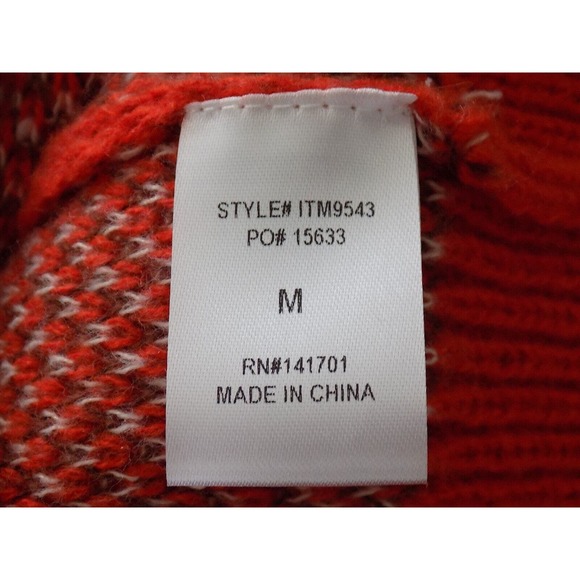 STYLE# ITM9543
PO# 15633
M
RN#141701
MADE IN CHINA